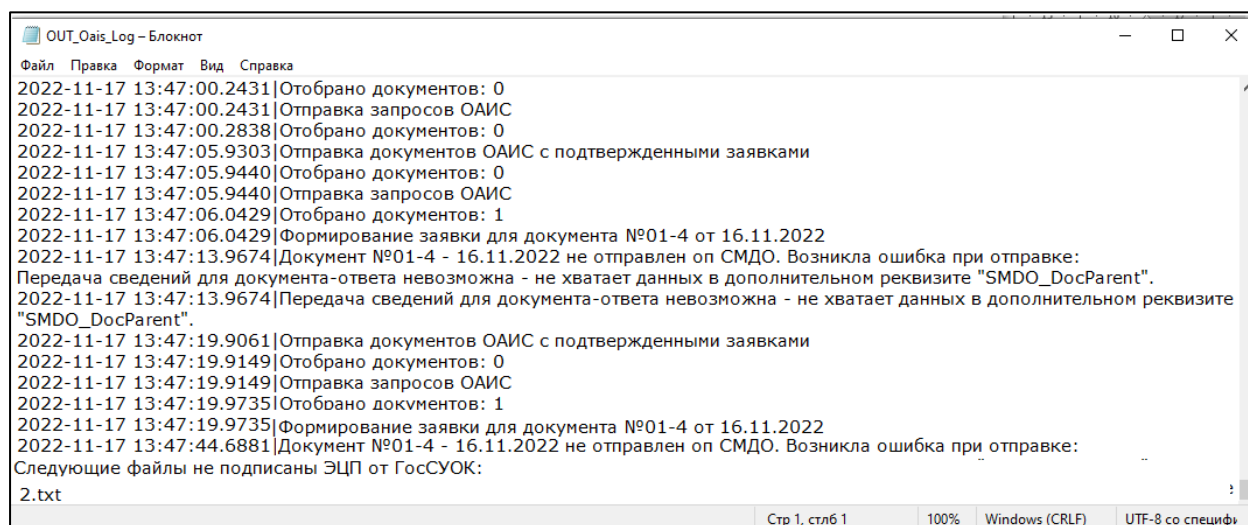 OUT_Oais_Log – Блокнот
Файл Правка Формат Вид Справка
2022-11-17 13:47:00.2431|Отобрано документов: 0
2022-11-17 13:47:00.2431|Отправка запросов ОАИС
2022-11-17 13:47:00.2838|Отобрано документов: 0
2022-11-17 13:47:05.9303|Отправка документов ОАИС с подтвержденными заявками
2022-11-17 13:47:05.9440|Отобрано документов: 0
2022-11-17 13:47:05.9440|Отправка запросов ОАИС
2022-11-17 13:47:06.0429|Отобрано документов: 1
2022-11-17 13:47:06.0429|Формирование заявки для документа №01-4 от 16.11.2022
2022-11-17 13:47:13.9674|Документ №01-4 - 16.11.2022 не отправлен оп СМДО. Возникла ошибка при отправке:
Передача сведений для документа-ответа невозможна - не хватает данных в дополнительном реквизите "SMDO_DocParent".
2022-11-17 13:47:13.9674|Передача сведений для документа-ответа невозможна - не хватает данных в дополнительном реквизите
"SMDO_DocParent".
2022-11-17 13:47:19.9061|Отправка документов ОАИС с подтвержденными заявками
2022-11-17 13:47:19.9149|Отобрано документов: 0
2022-11-17 13:47:19.9149|Отправка запросов ОАИС
2022-11-17 13:47:19.9735|Отобрано документов: 1
2022-11-17 13:47:19.9735|Формирование заявки для документа №01-4 от 16.11.2022
2022-11-17 13:47:44.6881|Документ №01-4 - 16.11.2022 не отправлен оп СМДО. Возникла ошибка при отправке:
Следующие файлы не подписаны ЭЦП от ГосСУОК:
2.txt
Стр 1, стлб 1 100% Windows (CRLF) UTF-8 со